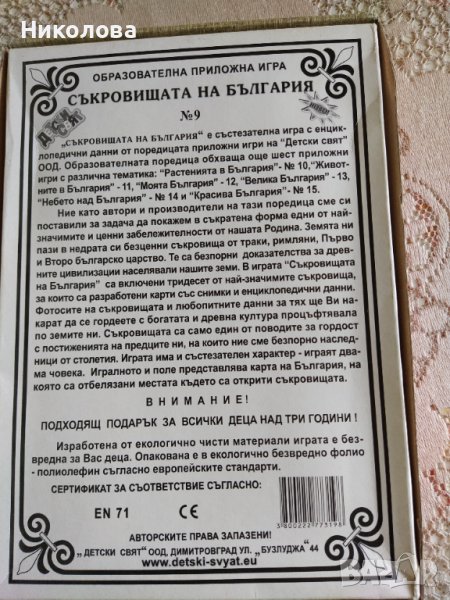 Николова
ОБРАЗОВАТЕЛНА ПРИЛОЖНА ИГРА
СЪКРОВИЩАТА НА БЪЛГАРИЯ
№9
„СЪКРОВИЩАТА НА БЪЛГАРИЯ“ е състезателна игра с енцик-
лопедични данни от поредицата приложни игри на “Детски свят”
ООД. Образователната поредица обхваща още шест приложни
игри с различна тематика: “Растенията в България” - № 10,”Живот-
ните в България” - 11, “Моята България” - 12, “Велика България” - 13,
“Небето над България” - № 14 и “Красива България” - № 15.
Ние като автори и производители на тази поредица сме си
поставили за задача да покажем в съкратена форма едни от най-
значимите и ценни забележителности от нашата Родина. Земята ни
пази в недрата си безценни съкровища от траки, римляни, Първо
и Второ българско царство. Те са безпорни доказателства за древ-
ните цивилизации населявали нашите земи. В играта “Съкровищата
на България” са включени тридесет от най-значимите съкровища,
за които са разработени карти със снимки и енциклопедични данни.
Фотосите на съкровищата и любопитните данни за тях ще Ви на-
карат да се гордеете с богатата и древна култура процъфтявала
по земите ни. Съкровищата са само един от поводите за гордост
с постиженията на предците ни, на които ние сме безпорно наслед-
ници от столетия. Играта има и състезателен характер - играят два-
ма човека. Игралното и поле представлява карта на България, на
която са отбелязани местата където са открити съкровищата.
ВНИМАНИЕ!
ПОДХОДЯЩ ПОДАРЪК ЗА ВСИЧКИ ДЕЦА НАД ТРИ ГОДИНИ !
Изработена от екологично чисти материали играта е без-
вредна за Вас деца. Опакована е в екологично безвредно фолио
- полиолефин съгласно европейските стандарти.
СЕРТИФИКАТ ЗА СЪОТВЕТСТВИЕ СЪГЛАСНО:
EN 71 CE
3800222773198
АВТОРСКИТЕ ПРАВА ЗАПАЗЕНИ!
„ДЕТСКИ СВЯТ“ ООД, ДИМИТРОВГРАД УЛ. „БУЗЛУДЖА“ 44
www.detski-svyat.eu